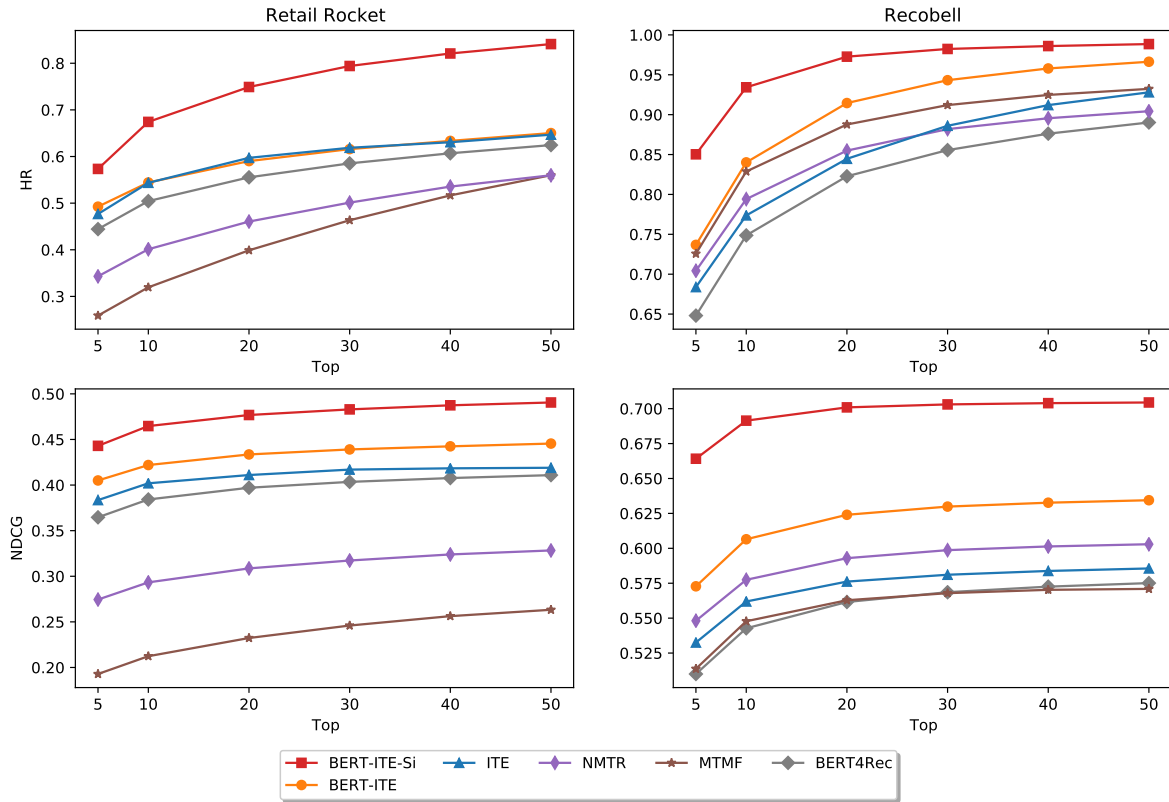 Retail Rocket
Recobell
HR
0.8
0.7
0.6
0.5
0.4
0.3
5 10 20 30 40 50
Top
1.00
0.95
0.90
0.85
0.80
0.75
0.70
0.65
5 10 20 30 40 50
Top
NDCG
0.50
0.45
0.40
0.35
0.30
0.25
0.20
5 10 20 30 40 50
Top
0.700
0.675
0.650
0.625
0.600
0.575
0.550
0.525
5 10 20 30 40 50
Top
BERT-ITE-Si ITE NMTR MTMF BERT4Rec
BERT-ITE